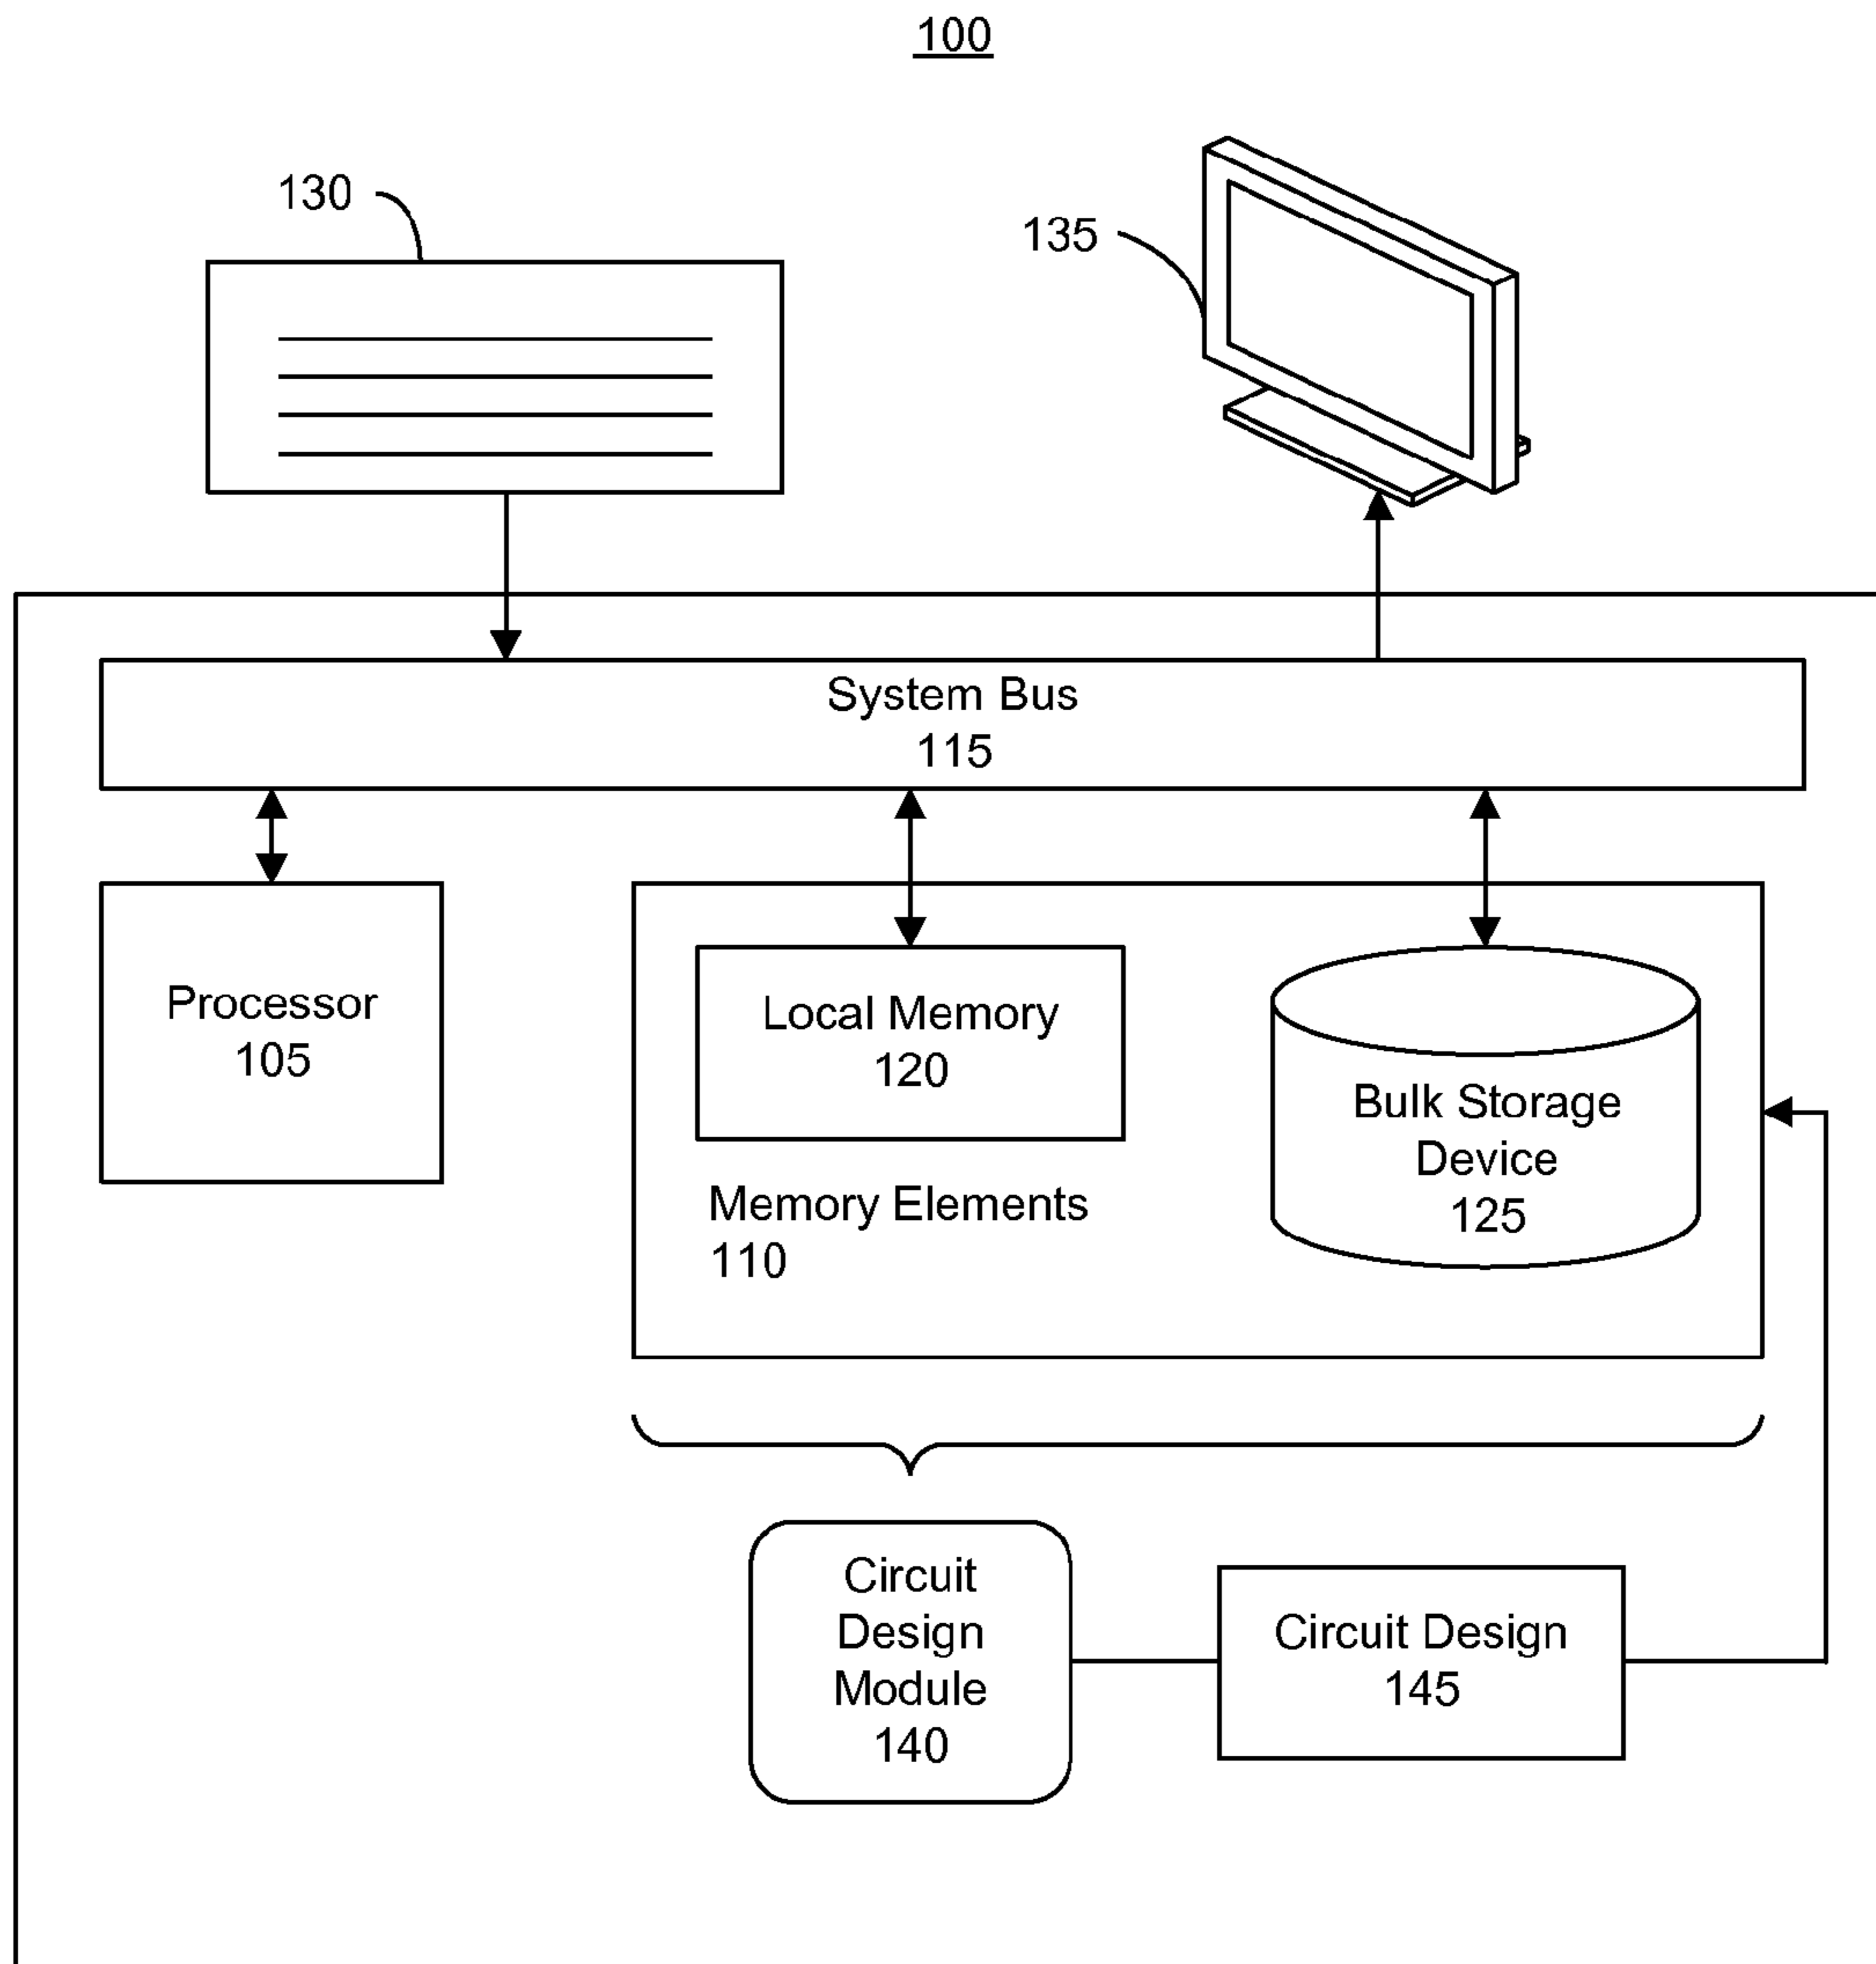 100
130
135
System Bus
115
Processor
105
Local Memory
120
Memory Elements
110
Bulk Storage
Device
125
Circuit
Design
Module
140
Circuit Design
145